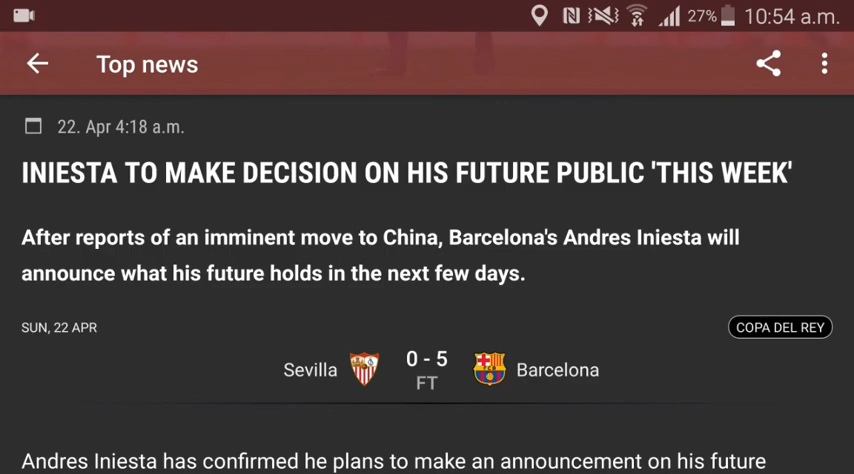 27% 10:54 a.m.
Top news
22. Apr 4:18 a.m.
INIESTA TO MAKE DECISION ON HIS FUTURE PUBLIC 'THIS WEEK'
After reports of an imminent move to China, Barcelona's Andres Iniesta will
announce what his future holds in the next few days.
SUN, 22 APR
COPA DEL REY
Sevilla 0 - 5 Barcelona
FT
Andres Iniesta has confirmed he plans to make an announcement on his future